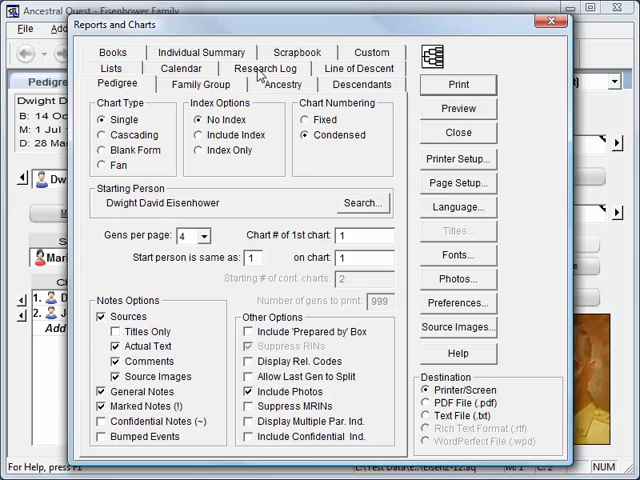 Ancestral Quest - Eisenhower Family
File
Reports and Charts
Books
Individual Summary
Scrapbook
Custom
Lists
Calendar
Research Log
Line of Descent
Pedigree
Family Group
Ancestry
Descendants
Chart Type
Single
Cascading
Blank Form
Fan
Index Options
No Index
Include Index
Index Only
Chart Numbering
Fixed
Condensed
Starting Person
Dwight David Eisenhower
Search...
Gens per page: 4
Chart # of 1st chart: 1
Start person is same as: 1
on chart: 1
Starting # of cont. charts: 2
Number of gens to print: 999
Notes Options
Sources
Titles Only
Actual Text
Comments
Source Images
General Notes
Marked Notes (!)
Confidential Notes (~)
Bumped Events
Other Options
Include 'Prepared by' Box
Suppress RINs
Display Rel. Codes
Allow Last Gen to Split
Include Photos
Suppress MRINs
Display Multiple Par. Ind.
Include Confidential Ind.
Print
Preview
Close
Printer Setup...
Page Setup...
Language...
Titles...
Fonts...
Photos...
Preferences...
Source Images...
Help
Destination
Printer/Screen
PDF File (.pdf)
Text File (.txt)
Rich Text Format (.rtf)
WordPerfect File (.wpd)
Pedigree
Dwight D
B: 14 Oc
M: 1 Jul
D: 28 Mar
Dw
Mari
1. D
2. J
Add
For Help, press F1